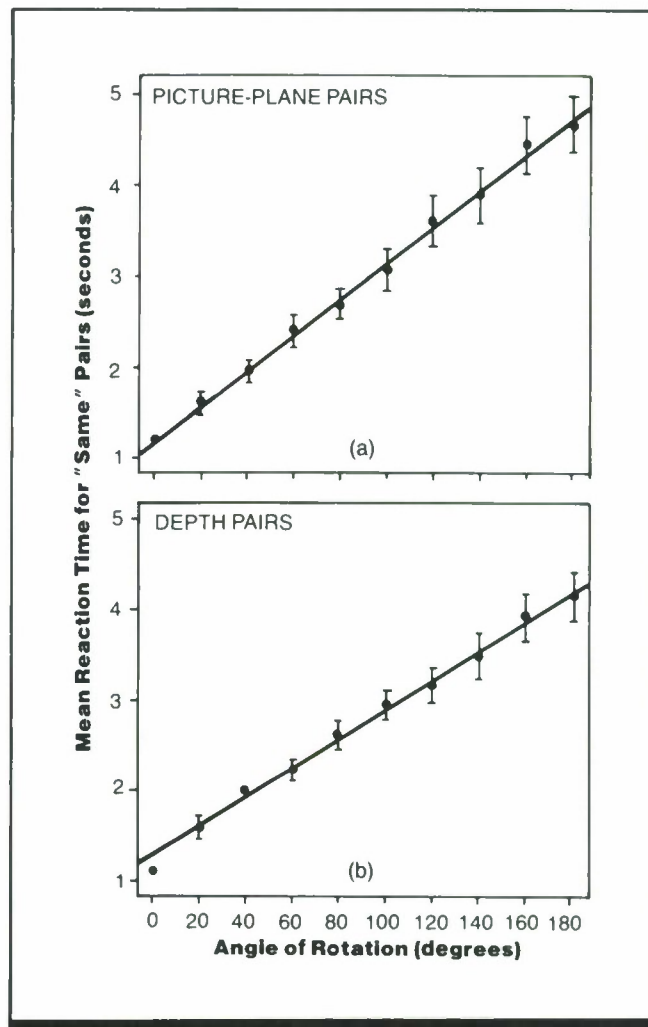 Mean Reaction Time for "Same" Pairs (seconds)
PICTURE-PLANE PAIRS
5
4
3
2
1
(a)
DEPTH PAIRS
5
4
3
2
1
(b)
0 20 40 60 80 100 120 140 160 180
Angle of Rotation (degrees)